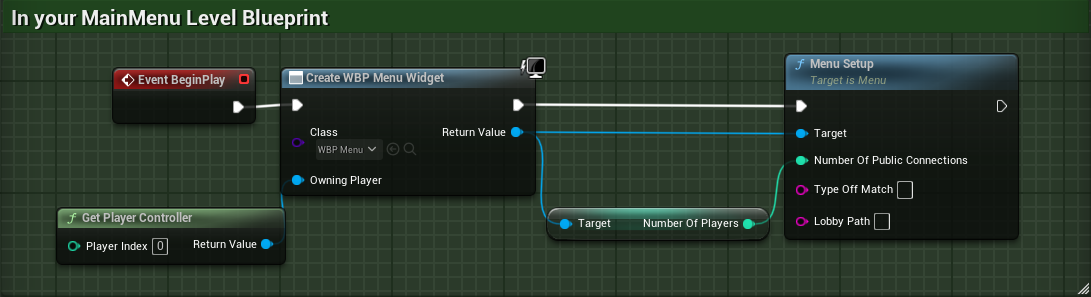 In your MainMenu Level Blueprint
Event BeginPlay
Create WBP Menu Widget
Class
WBP Menu
Return Value
Owning Player
f Get Player Controller
Player Index 0
Return Value
Target
Number Of Players
f Menu Setup
Target is Menu
Target
Number Of Public Connections
Type Off Match
Lobby Path